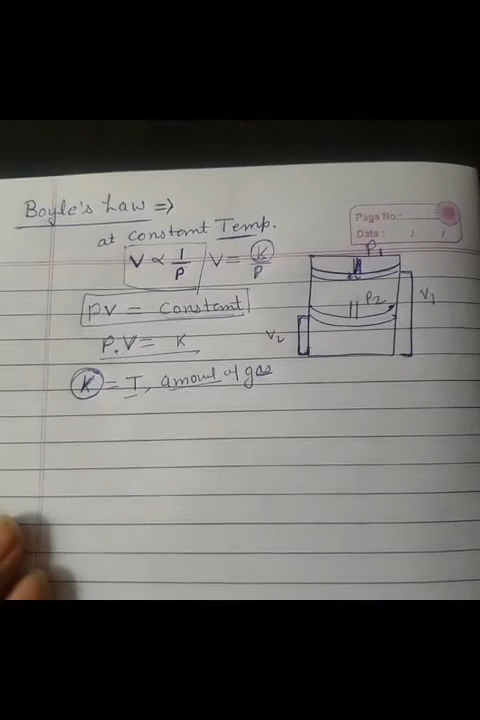 Boyle's Law ⇒
at constant Temp.
V ∝ 1/P V = K/P
PV = constant
P.V = K
K = T, amount of gas
Page No.:
Date: / /
P1
P2
V1
V2